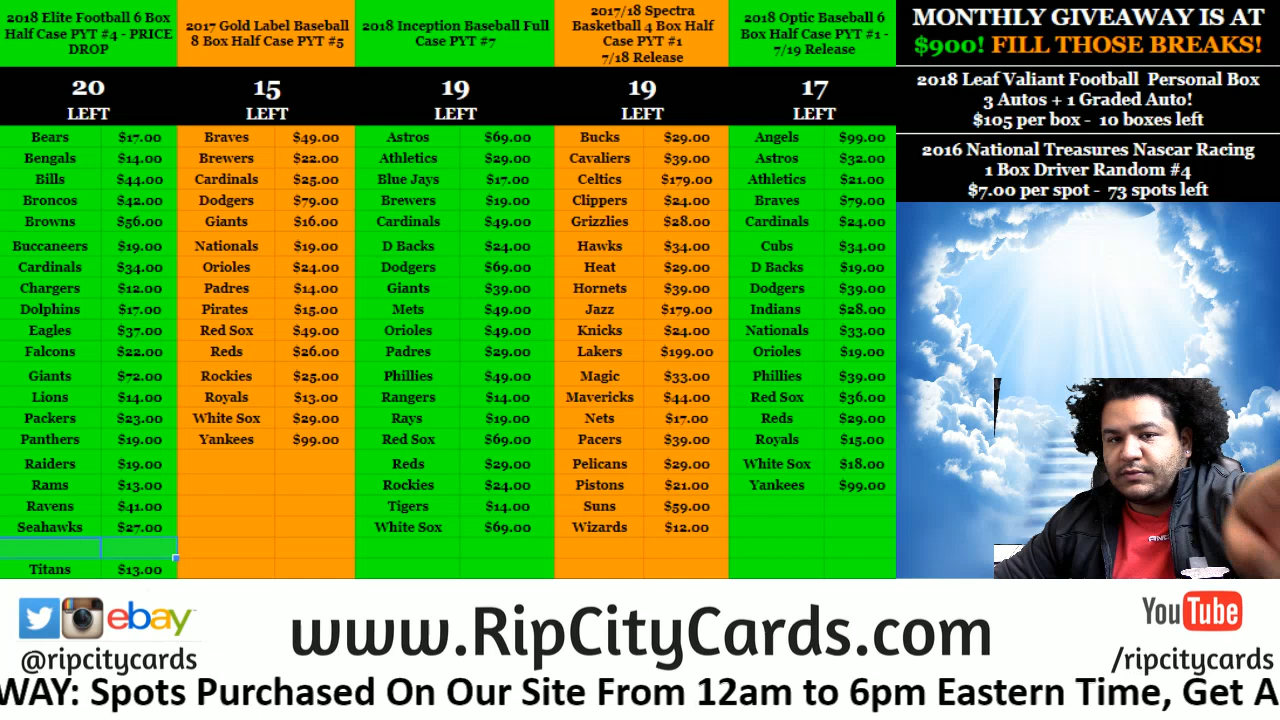 2018 Elite Football 6 Box
Half Case PYT #4 - PRICE
DROP
20
LEFT
Bears $17.00
Bengals $14.00
Bills $44.00
Broncos $42.00
Browns $56.00
Buccaneers $19.00
Cardinals $34.00
Chargers $12.00
Dolphins $17.00
Eagles $37.00
Falcons $22.00
Giants $72.00
Lions $14.00
Packers $23.00
Panthers $19.00
Raiders $19.00
Rams $13.00
Ravens $41.00
Seahawks $27.00
Titans $13.00
2017 Gold Label Baseball
8 Box Half Case PYT #5
15
LEFT
Braves $49.00
Brewers $22.00
Cardinals $25.00
Dodgers $79.00
Giants $16.00
Nationals $19.00
Orioles $24.00
Padres $14.00
Pirates $15.00
Red Sox $49.00
Reds $26.00
Rockies $25.00
Royals $13.00
White Sox $29.00
Yankees $99.00
2018 Inception Baseball Full
Case PYT #7
19
LEFT
Astros $69.00
Athletics $29.00
Blue Jays $17.00
Brewers $19.00
Cardinals $49.00
D Backs $24.00
Dodgers $69.00
Giants $39.00
Mets $49.00
Orioles $49.00
Padres $29.00
Phillies $49.00
Rangers $14.00
Rays $19.00
Red Sox $69.00
Reds $29.00
Rockies $24.00
Tigers $14.00
White Sox $69.00
2017/18 Spectra
Basketball 4 Box Half
Case PYT #1
7/18 Release
19
LEFT
Bucks $29.00
Cavaliers $39.00
Celtics $179.00
Clippers $24.00
Grizzlies $28.00
Hawks $34.00
Heat $29.00
Hornets $39.00
Jazz $179.00
Knicks $24.00
Lakers $199.00
Magic $33.00
Mavericks $44.00
Nets $17.00
Pacers $39.00
Pelicans $29.00
Pistons $21.00
Suns $59.00
Wizards $12.00
2018 Optic Baseball 6
Box Half Case PYT #1 -
7/19 Release
17
LEFT
Angels $99.00
Astros $32.00
Athletics $21.00
Braves $79.00
Cardinals $24.00
Cubs $34.00
D Backs $19.00
Dodgers $39.00
Indians $28.00
Nationals $33.00
Orioles $19.00
Phillies $39.00
Red Sox $36.00
Reds $29.00
Royals $15.00
White Sox $18.00
Yankees $99.00
MONTHLY GIVEAWAY IS AT
$900! FILL THOSE BREAKS!
2018 Leaf Valiant Football Personal Box
3 Autos + 1 Graded Auto!
$105 per box - 10 boxes left
2016 National Treasures Nascar Racing
1 Box Driver Random #4
$7.00 per spot - 73 spots left
ebay
@ripcitycards
www.RipCityCards.com
YouTube
/ripcitycards
WAY: Spots Purchased On Our Site From 12am to 6pm Eastern Time, Get A